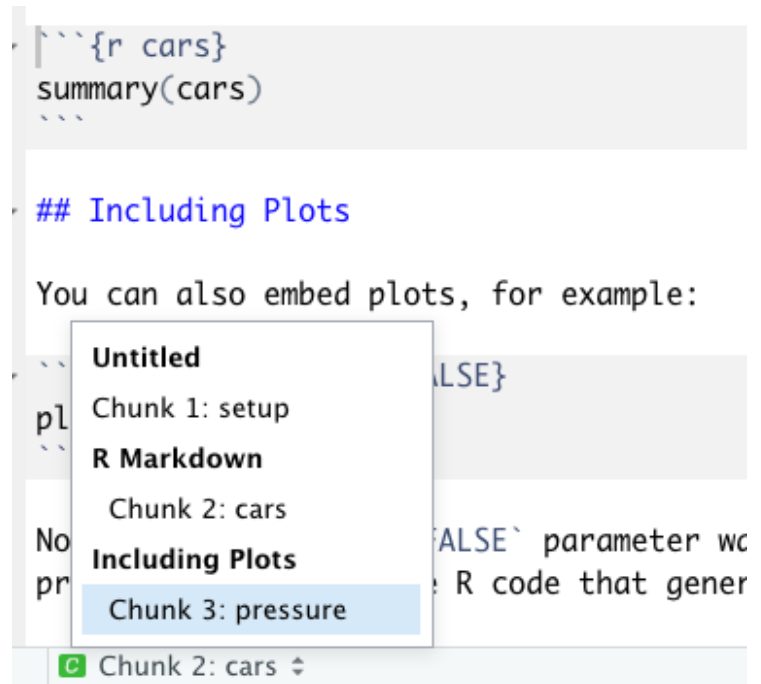 ```{r cars}
summary(cars)
```
## Including Plots
You can also embed plots, for example:
Untitled
Chunk 1: setup
R Markdown
Chunk 2: cars
Including Plots
Chunk 3: pressure
`` LSE}
pl
``
No FALSE` parameter wa
pr R code that gener
C Chunk 2: cars